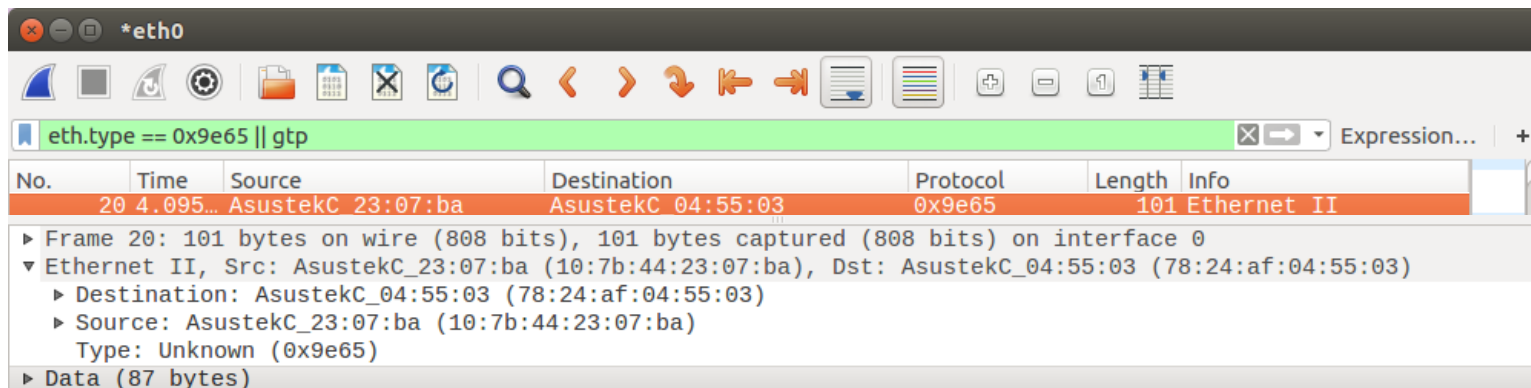 *eth0
eth.type == 0x9e65 || gtp Expression... +
No. Time Source Destination Protocol Length Info
20 4.095… AsustekC_23:07:ba AsustekC_04:55:03 0x9e65 101 Ethernet II
Frame 20: 101 bytes on wire (808 bits), 101 bytes captured (808 bits) on interface 0
Ethernet II, Src: AsustekC_23:07:ba (10:7b:44:23:07:ba), Dst: AsustekC_04:55:03 (78:24:af:04:55:03)
Destination: AsustekC_04:55:03 (78:24:af:04:55:03)
Source: AsustekC_23:07:ba (10:7b:44:23:07:ba)
Type: Unknown (0x9e65)
Data (87 bytes)